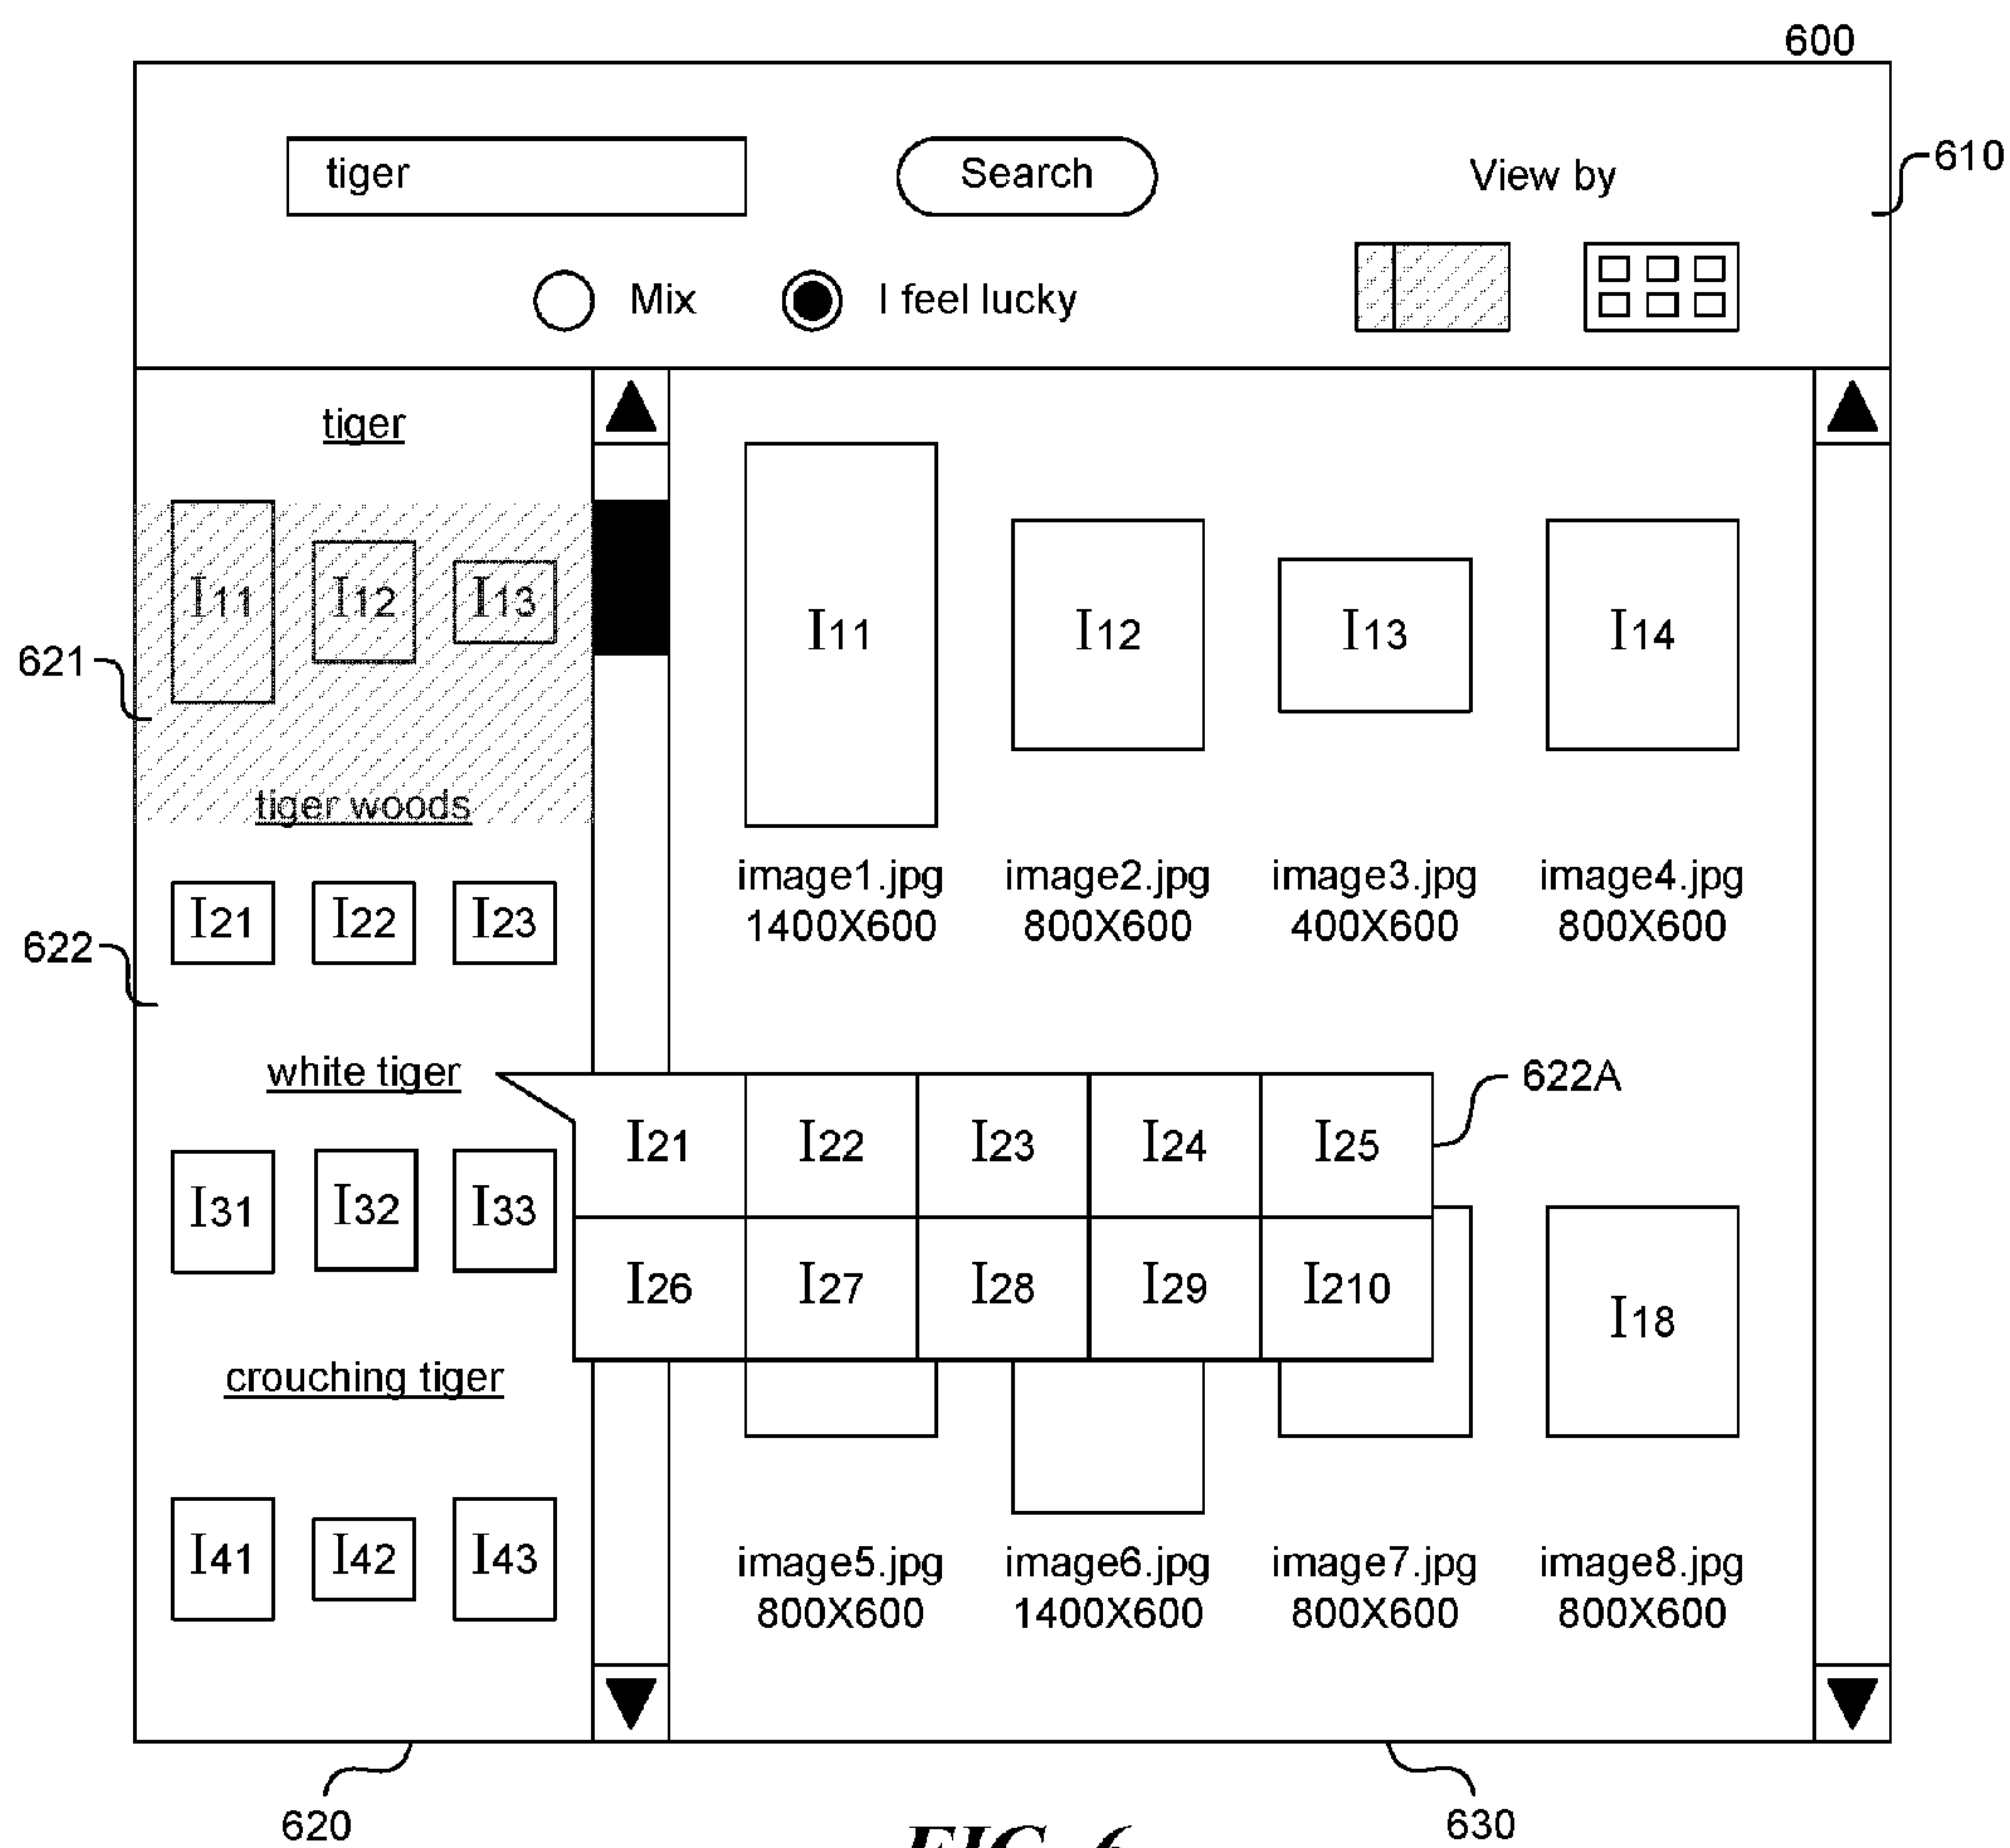 600
610
tiger
Search
View by
Mix
I feel lucky
tiger
I11 I12 I13
621
tiger woods
I21 I22 I23
622
white tiger
I31 I32 I33
crouching tiger
I41 I42 I43
I11 I12 I13 I14
image1.jpg image2.jpg image3.jpg image4.jpg
1400X600 800X600 400X600 800X600
622A
I21 I22 I23 I24 I25
I26 I27 I28 I29 I210
I18
image5.jpg image6.jpg image7.jpg image8.jpg
800X600 1400X600 800X600 800X600
620
630
FIG. 6